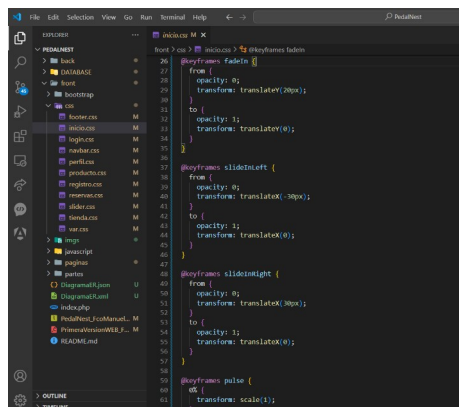 File Edit Selection View Go Run Terminal Help
PedalNest
EXPLORER
PEDALNEST
back
DATABASE
front
bootstrap
css
footer.css M
inicio.css M
login.css M
navbar.css M
perfil.css M
producto.css M
registro.css M
reservas.css M
slider.css M
tienda.css M
var.css M
imgs
javascript
paginas
partes
DiagramaER.json U
DiagramaER.xml U
index.php
PedalNest_FcoManuel... M
PrimeraVersionWEB_F... M
README.md
OUTLINE
TIMELINE
inicio.css M
front > css > inicio.css > @keyframes fadeIn
26 @keyframes fadeIn {
27 from {
28 opacity: 0;
29 transform: translateY(20px);
30 }
31 to {
32 opacity: 1;
33 transform: translateY(0);
34 }
35 }
36
37 @keyframes slideInLeft {
38 from {
39 opacity: 0;
40 transform: translateX(-30px);
41 }
42 to {
43 opacity: 1;
44 transform: translateX(0);
45 }
46 }
47
48 @keyframes slideInRight {
49 from {
50 opacity: 0;
51 transform: translateX(30px);
52 }
53 to {
54 opacity: 1;
55 transform: translateX(0);
56 }
57 }
58
59 @keyframes pulse {
60 0% {
61 transform: scale(1);